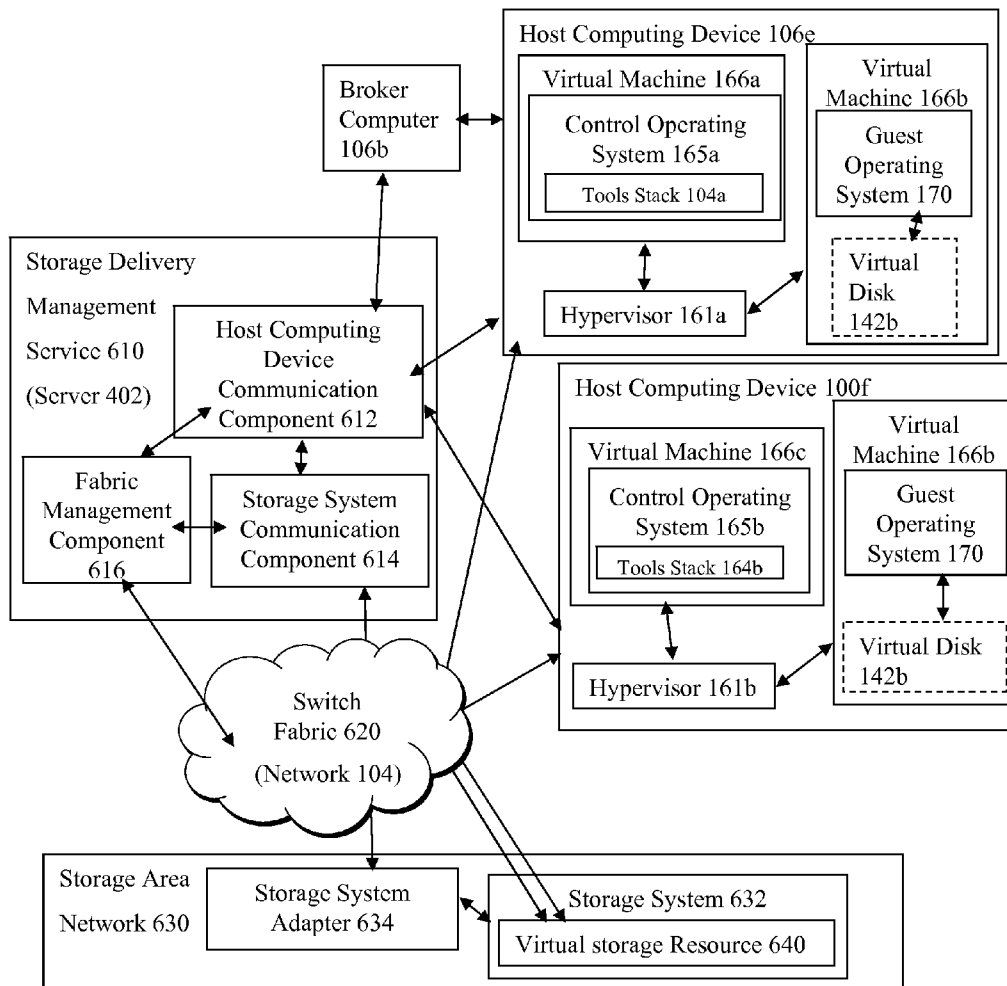 Host Computing Device 106e
Virtual Machine 166a
Control Operating
System 165a
Tools Stack 104a
Virtual
Machine 166b
Guest
Operating
System 170
Virtual
Disk
142b
Hypervisor 161a
Broker
Computer
106b
Storage Delivery
Management
Service 610
(Server 402)
Host Computing
Device
Communication
Component 612
Fabric
Management
Component
616
Storage System
Communication
Component 614
Host Computing Device 100f
Virtual Machine 166c
Control Operating
System 165b
Tools Stack 164b
Virtual
Machine 166b
Guest
Operating
System 170
Virtual Disk
142b
Hypervisor 161b
Switch
Fabric 620
(Network 104)
Storage Area
Network 630
Storage System
Adapter 634
Storage System 632
Virtual storage Resource 640